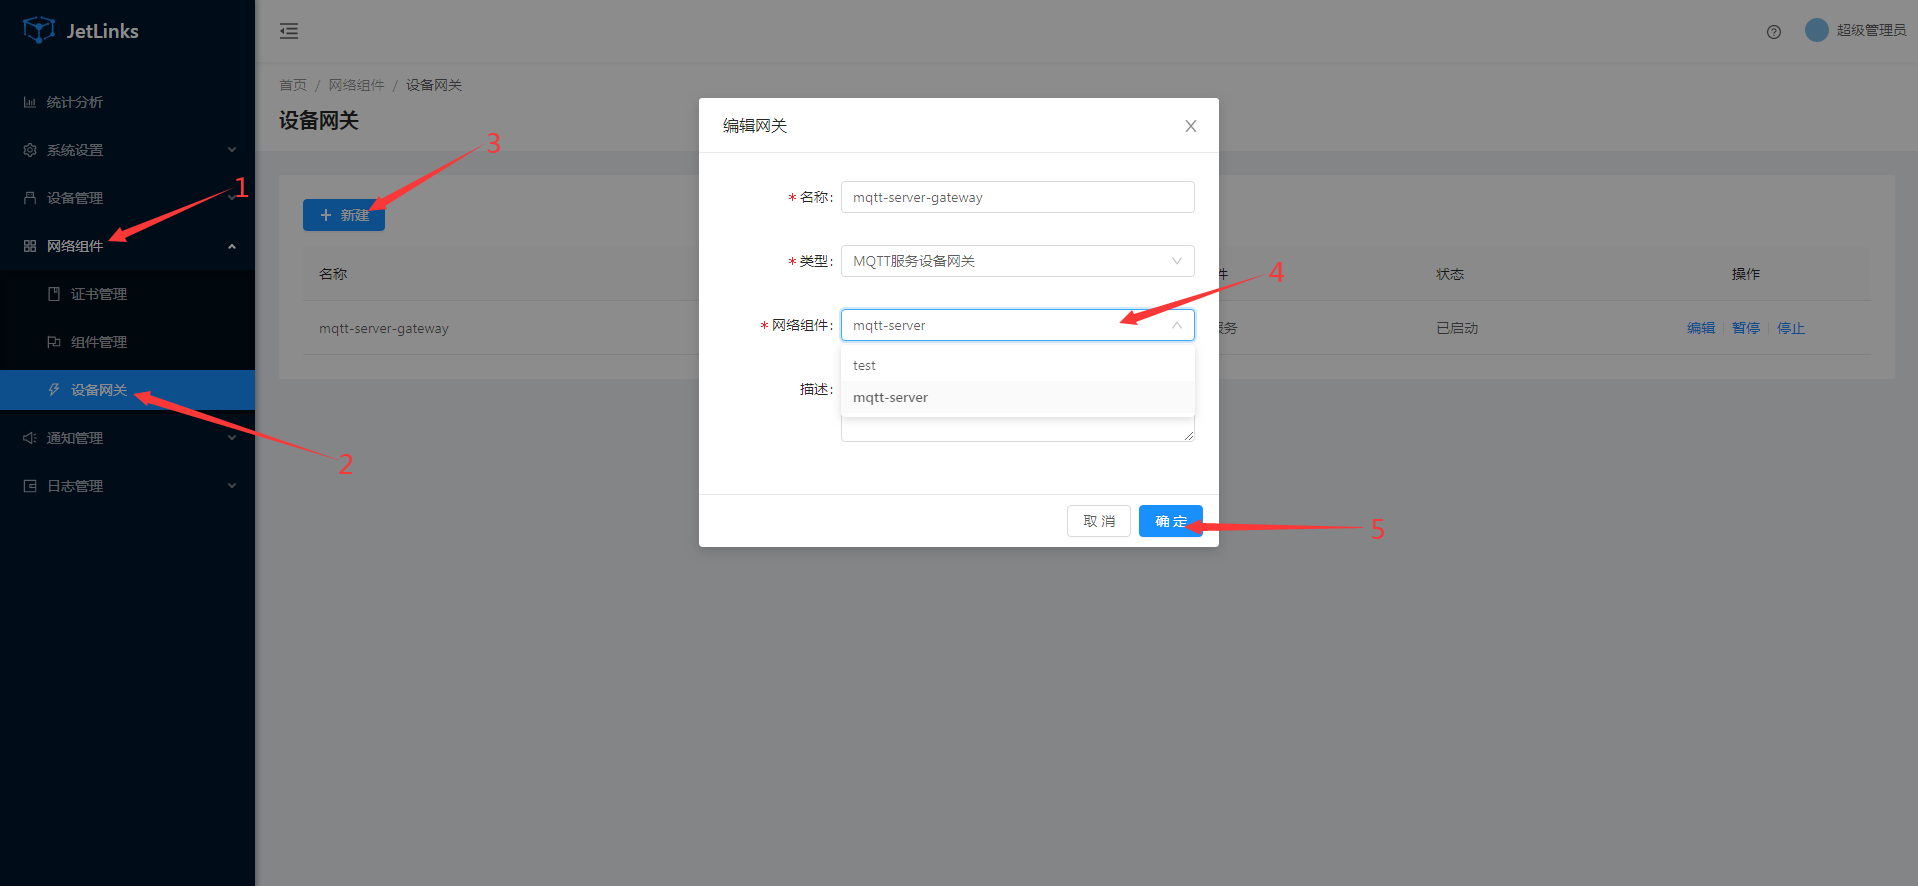 JetLinks
超级管理员
统计分析
系统设置
设备管理
网络组件
证书管理
组件管理
设备网关
通知管理
日志管理
1
2
首页 / 网络组件 / 设备网关
设备网关
3
+ 新建
名称
件
状态
操作
mqtt-server-gateway
服务
已启动
编辑
暂停
停止
编辑网关
* 名称:
mqtt-server-gateway
* 类型:
MQTT服务设备网关
4
* 网络组件:
mqtt-server
test
mqtt-server
描述:
取消
确定
5